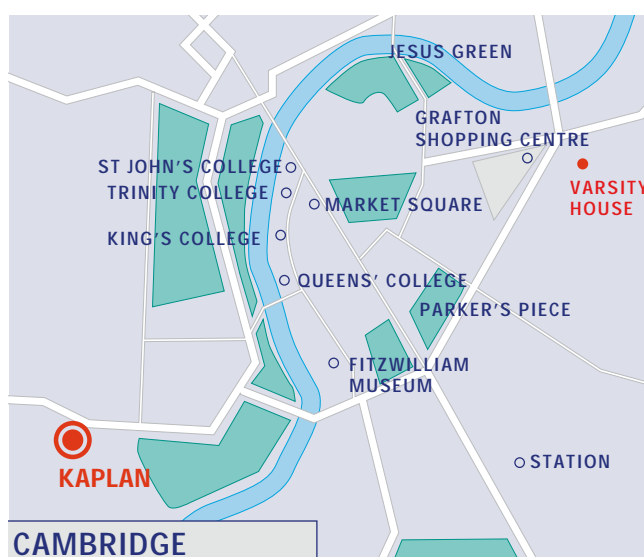 JESUS GREEN
GRAFTON
SHOPPING CENTRE
ST JOHN'S COLLEGE
TRINITY COLLEGE
MARKET SQUARE
VARSITY
HOUSE
KING'S COLLEGE
QUEENS' COLLEGE
PARKER'S PIECE
FITZWILLIAM
MUSEUM
STATION
KAPLAN
CAMBRIDGE